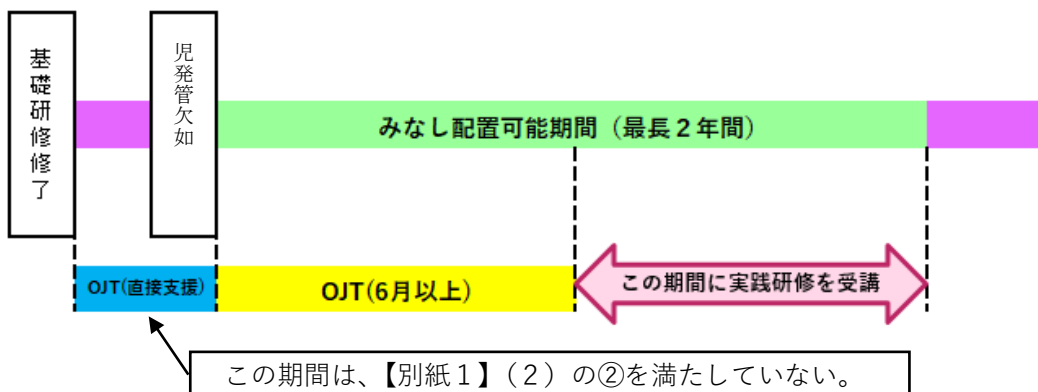 基礎研修修了
児発管欠如
みなし配置可能期間（最長２年間）
OJT(直接支援)
OJT(6月以上)
この期間に実践研修を受講
この期間は、【別紙１】（２）の②を満たしていない。